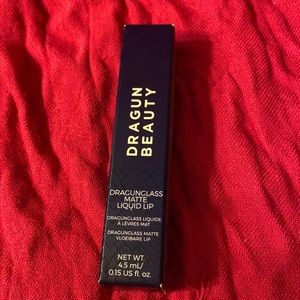 DRAGUN
BEAUTY
DRAGUNGLASS
MATTE
LIQUID LIP
DRAGUNGLASS LIQUIDE
À LÈVRES MAT
DRAGUNGLASS MATTE
VLOEIBARE LIP
NET WT.
4.5 mL/
0.15 US fl. oz.